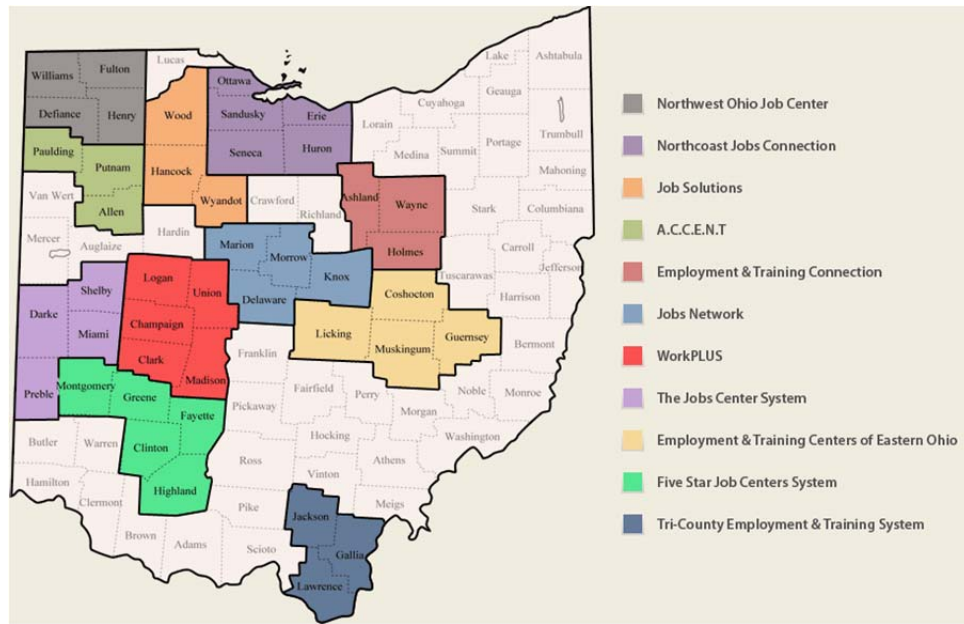 Lake
Ashtabula
Geauga
Lucas
Fulton
Williams
Ottawa
Cuyahoga
Trumbull
Defiance
Henry
Wood
Sandusky
Erie
Lorain
Portage
Medina
Summit
Paulding
Putnam
Seneca
Huron
Mahoning
Hancock
Van Wert
Allen
Wyandot
Crawford
Richland
Ashland
Wayne
Stark
Columbiana
Mercer
Auglaize
Hardin
Marion
Morrow
Holmes
Carroll
Jefferson
Tuscarawas
Logan
Union
Knox
Shelby
Coshocton
Harrison
Darke
Delaware
Champaign
Miami
Licking
Guernsey
Muskingum
Bermont
Clark
Franklin
Madison
Preble
Montgomery
Greene
Fairfield
Perry
Noble
Monroe
Fayette
Pickaway
Morgan
Washington
Butler
Warren
Clinton
Hocking
Athens
Ross
Vinton
Hamilton
Clermont
Highland
Meigs
Pike
Jackson
Brown
Adams
Scioto
Gallia
Lawrence
Northwest Ohio Job Center
Northcoast Jobs Connection
Job Solutions
A.C.C.E.N.T
Employment & Training Connection
Jobs Network
WorkPLUS
The Jobs Center System
Employment & Training Centers of Eastern Ohio
Five Star Job Centers System
Tri-County Employment & Training System